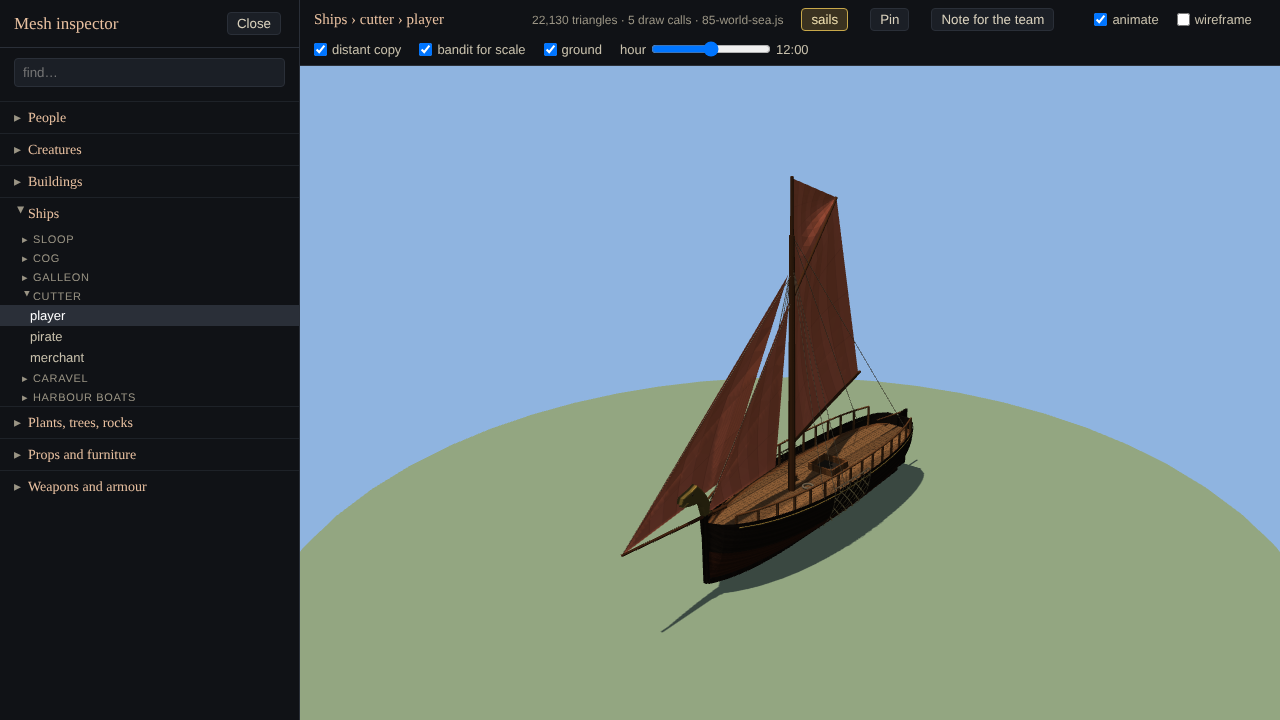 Mesh inspector
Close
find…
People
Creatures
Buildings
Ships
SLOOP
COG
GALLEON
CUTTER
player
pirate
merchant
CARAVEL
HARBOUR BOATS
Plants, trees, rocks
Props and furniture
Weapons and armour
Ships › cutter › player
22,130 triangles · 5 draw calls · 85-world-sea.js
sails
Pin
Note for the team
animate
wireframe
distant copy
bandit for scale
ground
hour
12:00